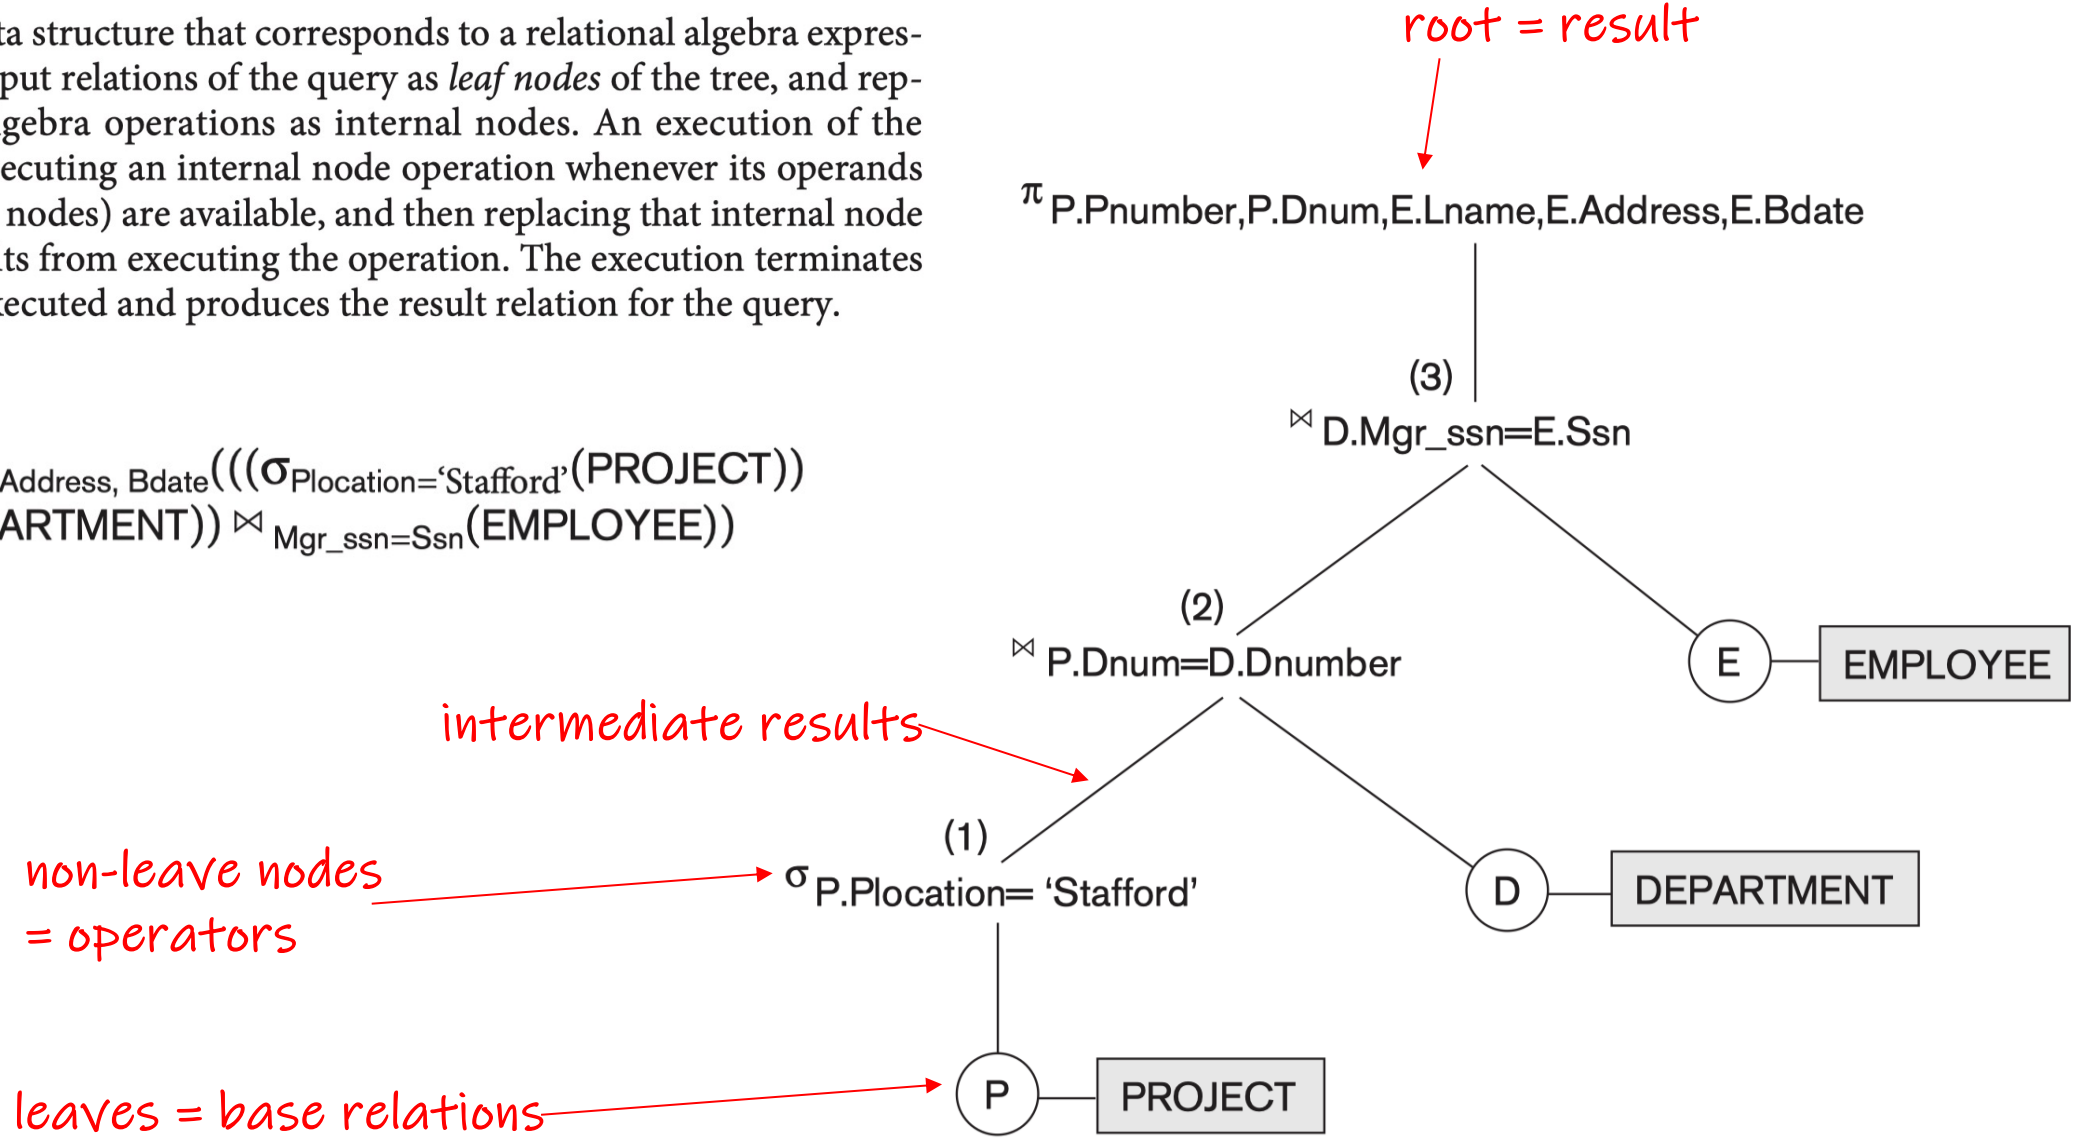 ta structure that corresponds to a relational algebra expres-
put relations of the query as leaf nodes of the tree, and rep-
gebra operations as internal nodes. An execution of the
ecuting an internal node operation whenever its operands
nodes) are available, and then replacing that internal node
ts from executing the operation. The execution terminates
ecuted and produces the result relation for the query.
Address, Bdate(((σPlocation=‘Stafford’(PROJECT))
ARTMENT)) ⋈ Mgr_ssn=Ssn(EMPLOYEE))
root = result
π P.Pnumber,P.Dnum,E.Lname,E.Address,E.Bdate
(3)
⋈ D.Mgr_ssn=E.Ssn
(2)
⋈ P.Dnum=D.Dnumber
E EMPLOYEE
intermediate results
(1)
σ P.Plocation= ‘Stafford’
D DEPARTMENT
non-leave nodes
= operators
P PROJECT
leaves = base relations